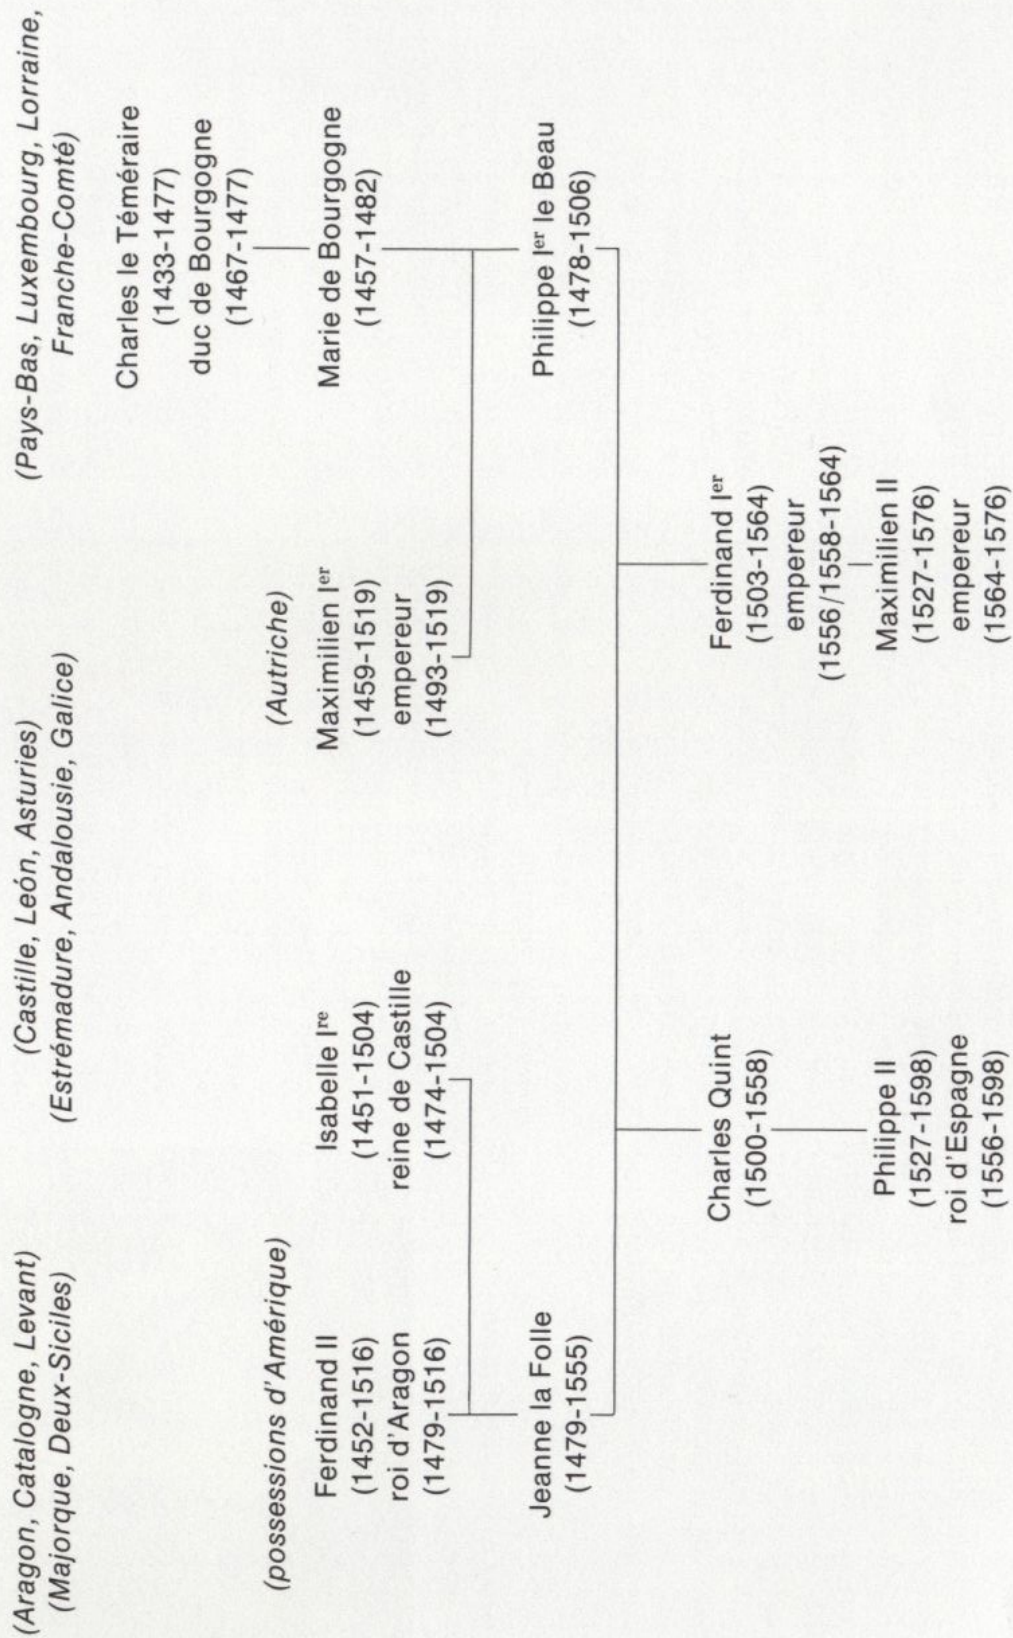 (Aragon, Catalogne, Levant)
(Majorque, Deux-Siciles)
(Castille, León, Asturies)
(Estrémadure, Andalousie, Galice)
(Pays-Bas, Luxembourg, Lorraine,
Franche-Comté)
Charles le Téméraire
(1433-1477)
duc de Bourgogne
(1467-1477)
(possessions d'Amérique)
(Autriche)
Ferdinand II
(1452-1516)
roi d'Aragon
(1479-1516)
Isabelle Ire
(1451-1504)
reine de Castille
(1474-1504)
Maximilien Ier
(1459-1519)
empereur
(1493-1519)
Marie de Bourgogne
(1457-1482)
Jeanne la Folle
(1479-1555)
Philippe Ier le Beau
(1478-1506)
Charles Quint
(1500-1558)
Ferdinand Ier
(1503-1564)
empereur
(1556/1558-1564)
Philippe II
(1527-1598)
roi d'Espagne
(1556-1598)
Maximilien II
(1527-1576)
empereur
(1564-1576)